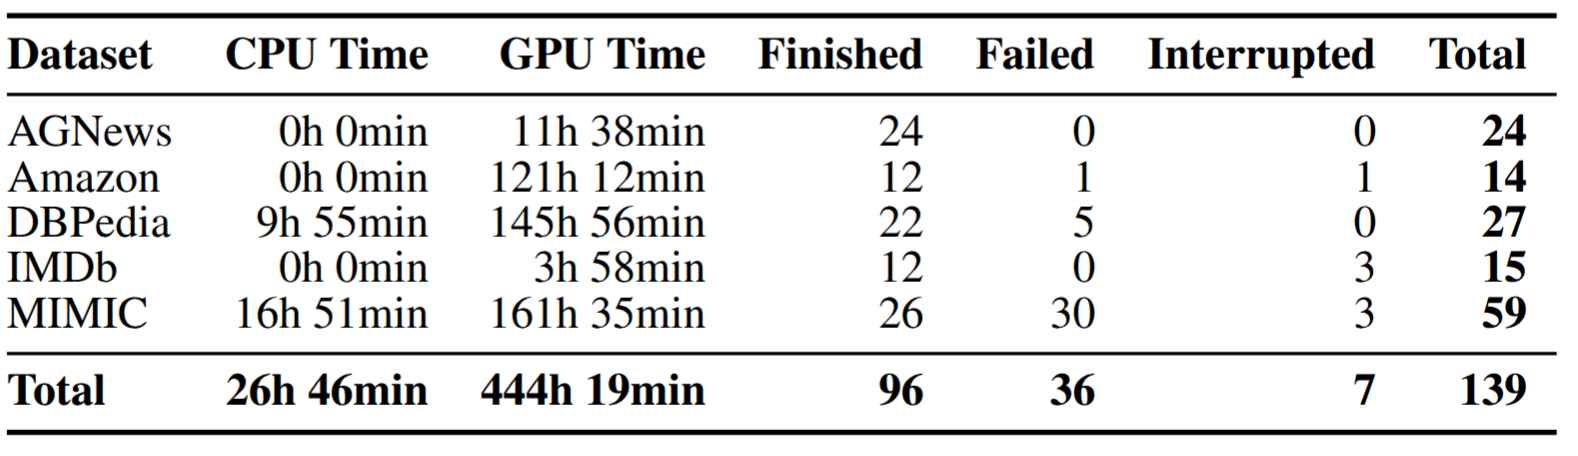 Dataset CPU Time GPU Time Finished Failed Interrupted Total
AGNews 0h 0min 11h 38min 24 0 0 24
Amazon 0h 0min 121h 12min 12 1 1 14
DBPedia 9h 55min 145h 56min 22 5 0 27
IMDb 0h 0min 3h 58min 12 0 3 15
MIMIC 16h 51min 161h 35min 26 30 3 59
Total 26h 46min 444h 19min 96 36 7 139